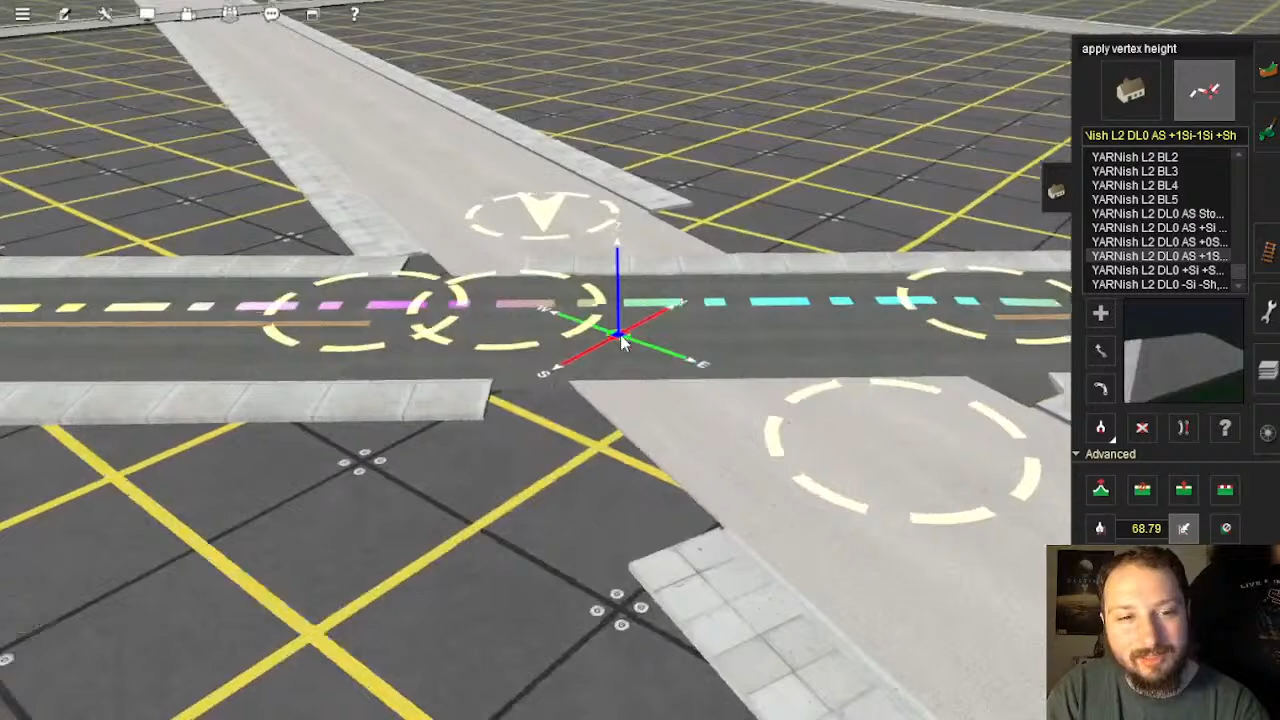 ?
apply vertex height
Nish L2 DL0 AS +1Si-1Si +Sh
YARNish L2 BL2
YARNish L2 BL3
YARNish L2 BL4
YARNish L2 BL5
YARNish L2 DL0 AS Sto...
YARNish L2 DL0 AS +Si ...
YARNish L2 DL0 AS +0S...
YARNish L2 DL0 AS +1S...
YARNish L2 DL0 +Si +S...
YARNish L2 DL0 -Si -Sh,...
?
Advanced
68.79
S
E